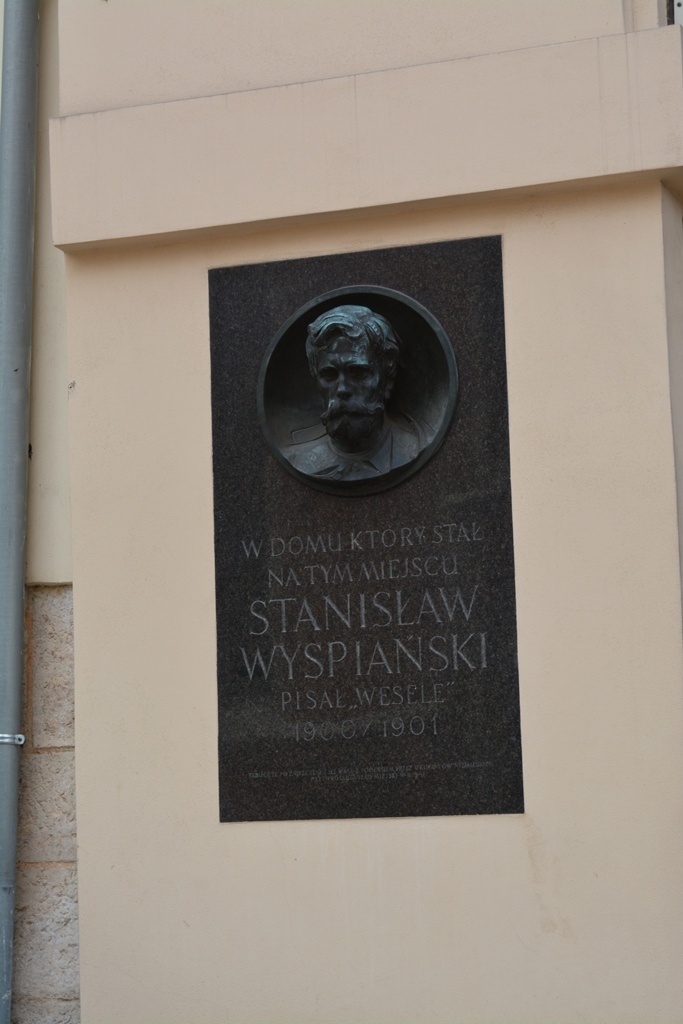 W DOMU KTÓRY STAŁ
NA TYM MIEJSCU
STANISŁAW
WYSPIAŃSKI
PISAŁ „WESELE”
1900/1901